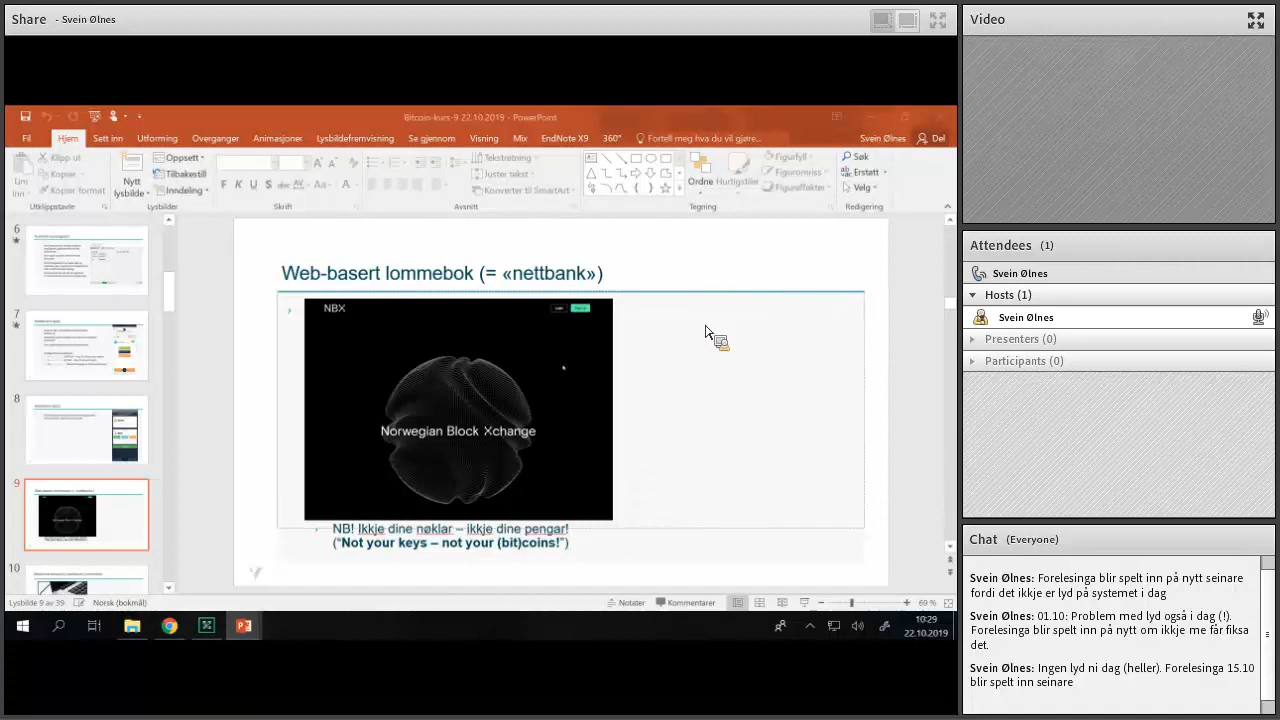 Share - Svein Ølnes
Bitcoin-kurs-9 22.10.2019 - PowerPoint
Fil Hjem Sett inn Utforming Overganger Animasjoner Lysbildefremvisning Se gjennom Visning Mix EndNote X9 360° Fortell meg hva du vil gjøre... Svein Ølnes Del
Lim inn
Klipp ut
Kopier
Kopier format
Utklippstavle
Nytt lysbilde
Oppsett
Tilbakestill
Inndeling
Lysbilder
F K U S abc AV Aa A
Skrift
Tekstretning
Juster tekst
Konverter til SmartArt
Avsnitt
Ordne Hurtigstiler
Figurfyll
Figuromriss
Figureffekter
Tegning
Søk
Erstatt
Velg
Redigering
6
7
8
9
10
Web-basert lommebok (= «nettbank»)
NBX
Norwegian Block Xchange
NB! Ikkje dine nøklar – ikkje dine pengar!
("Not your keys – not your (bit)coins!")
Lysbilde 9 av 39 Norsk (bokmål) Notater Kommentarer 69 %
10:29
22.10.2019
Video
Attendees (1)
Svein Ølnes
Hosts (1)
Svein Ølnes
Presenters (0)
Participants (0)
Chat (Everyone)
Svein Ølnes: Forelesinga blir spelt inn på nytt seinare
fordi det ikkje er lyd på systemet i dag
Svein Ølnes: 01.10: Problem med lyd også i dag (!).
Forelesinga blir spelt inn på nytt om ikkje me får fiksa
det.
Svein Ølnes: Ingen lyd ni dag (heller). Forelesinga 15.10
blir spelt inn seinare